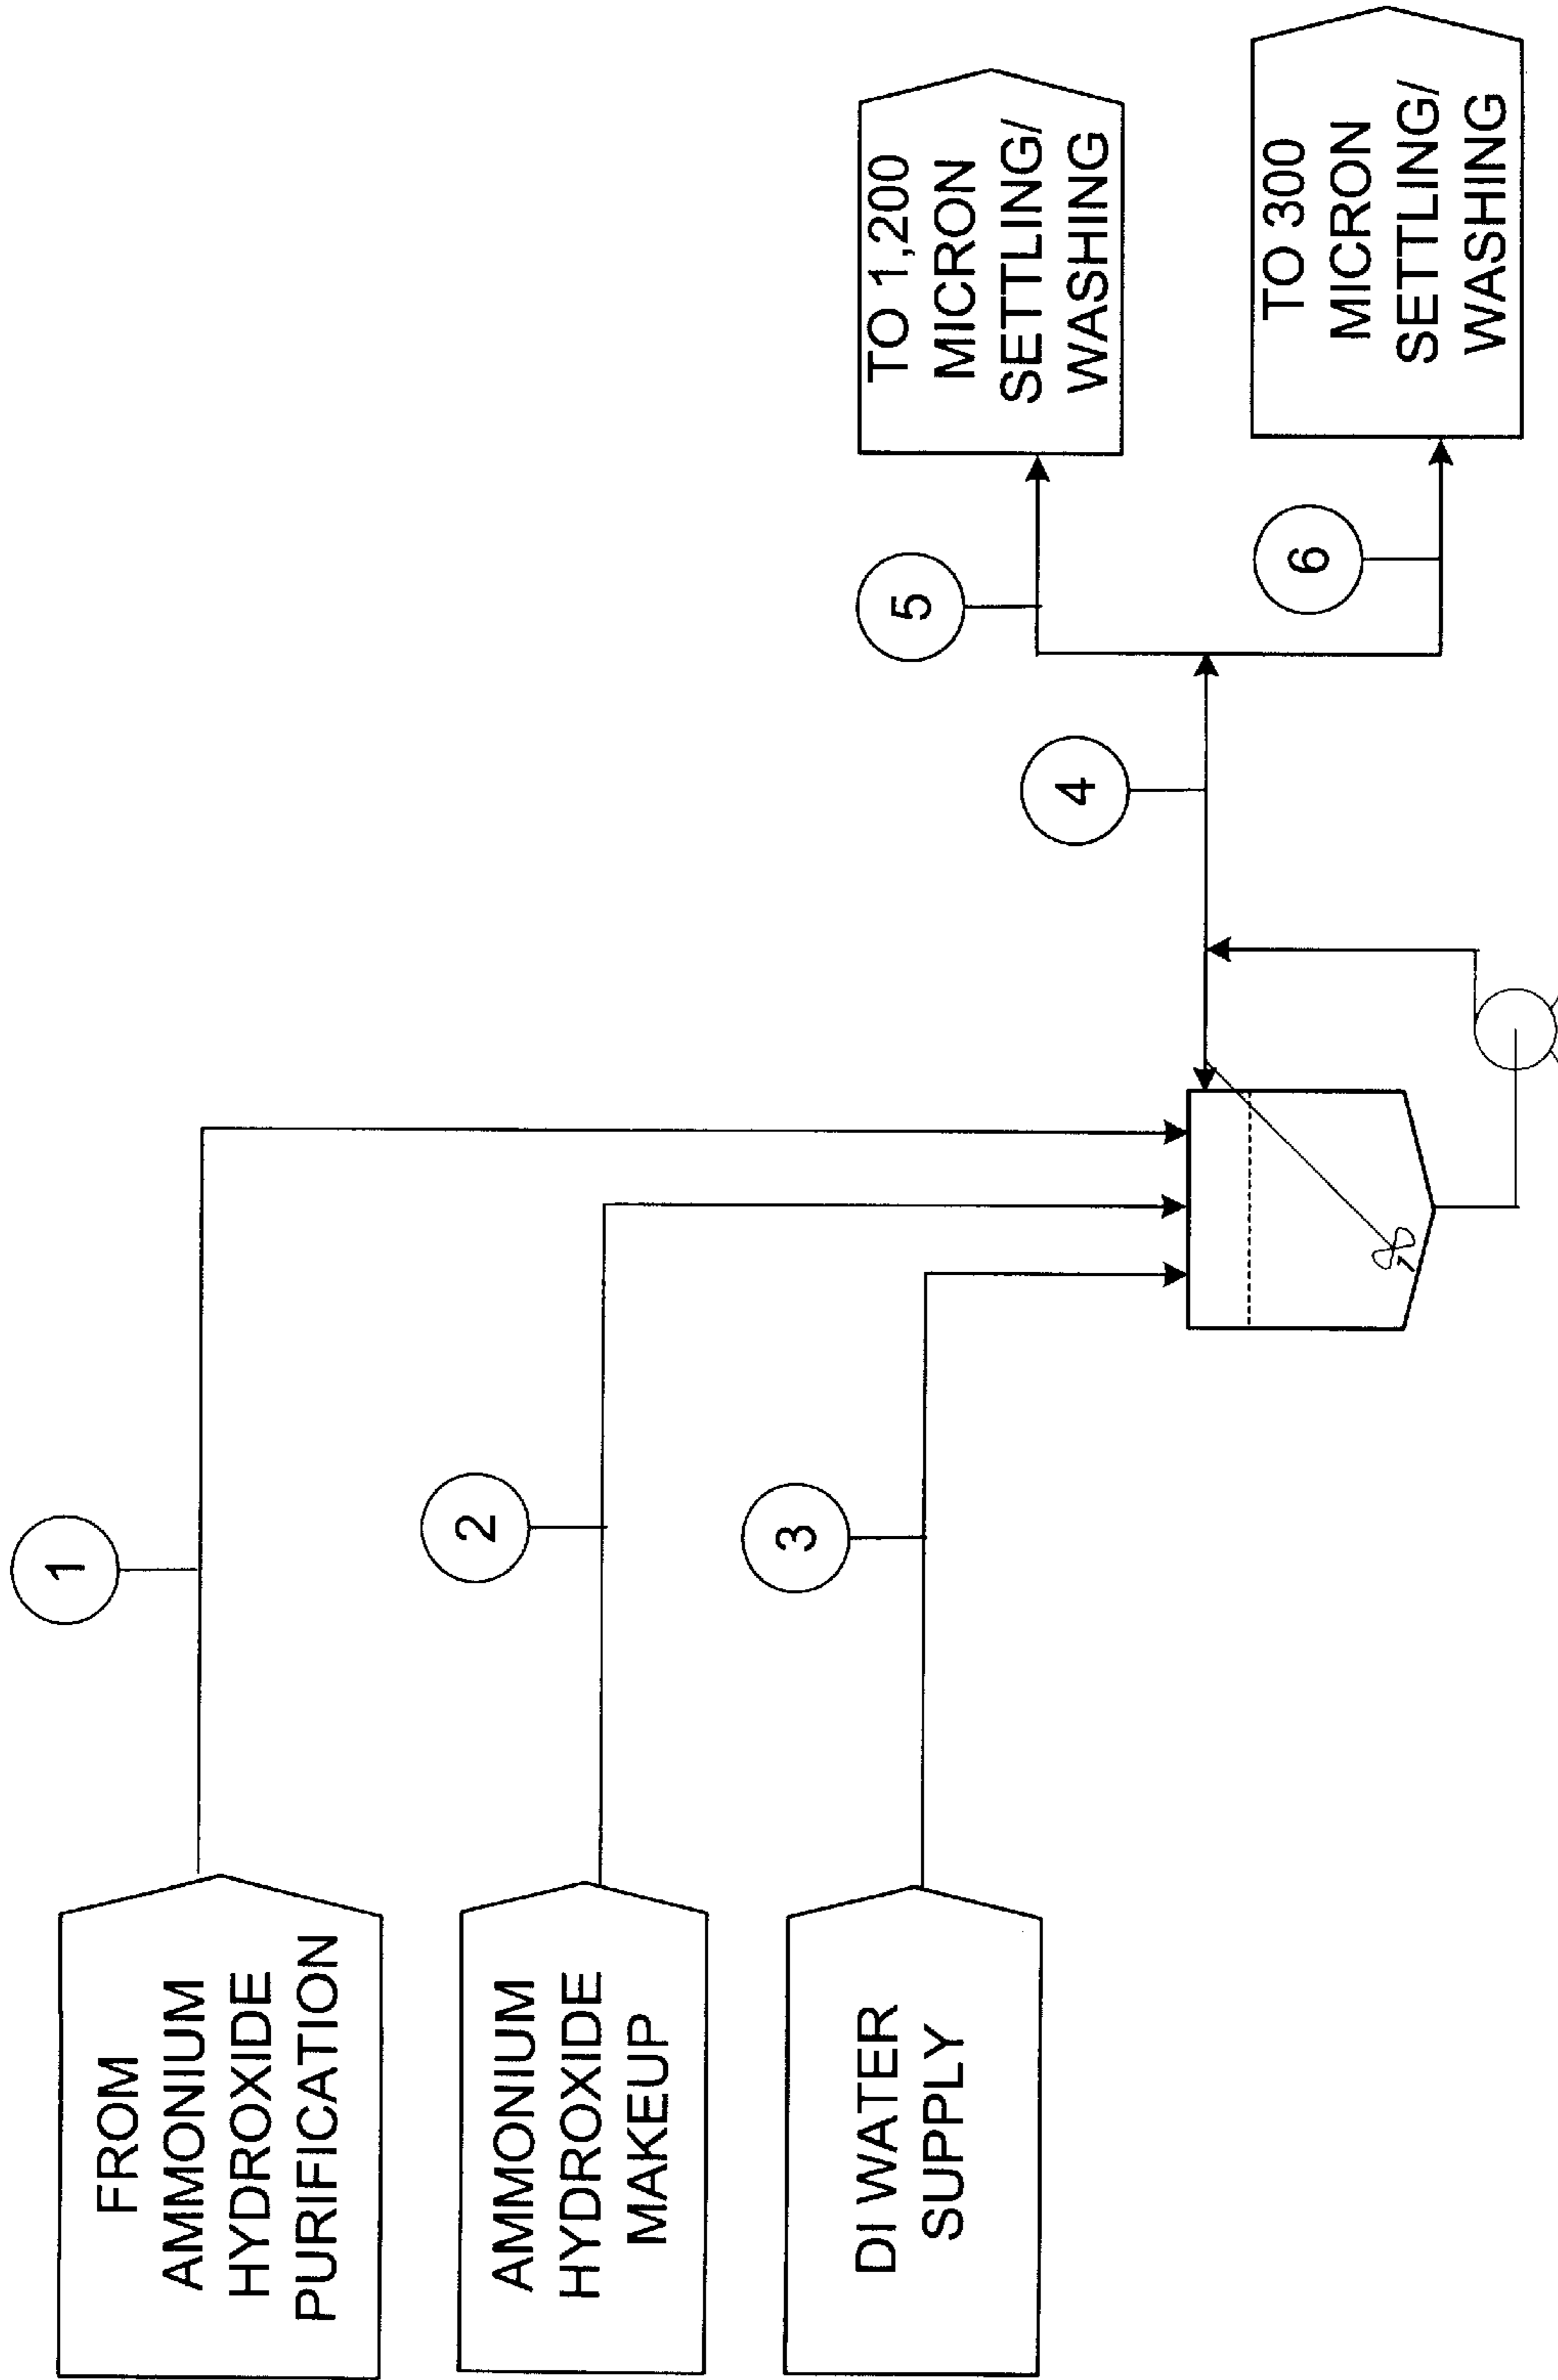 FROM
AMMONIUM
HYDROXIDE
PURIFICATION
1
AMMONIUM
HYDROXIDE
MAKEUP
2
DI WATER
SUPPLY
3
4
5
TO 1,200
MICRON
SETTLING/
WASHING
6
TO 300
MICRON
SETTLING/
WASHING